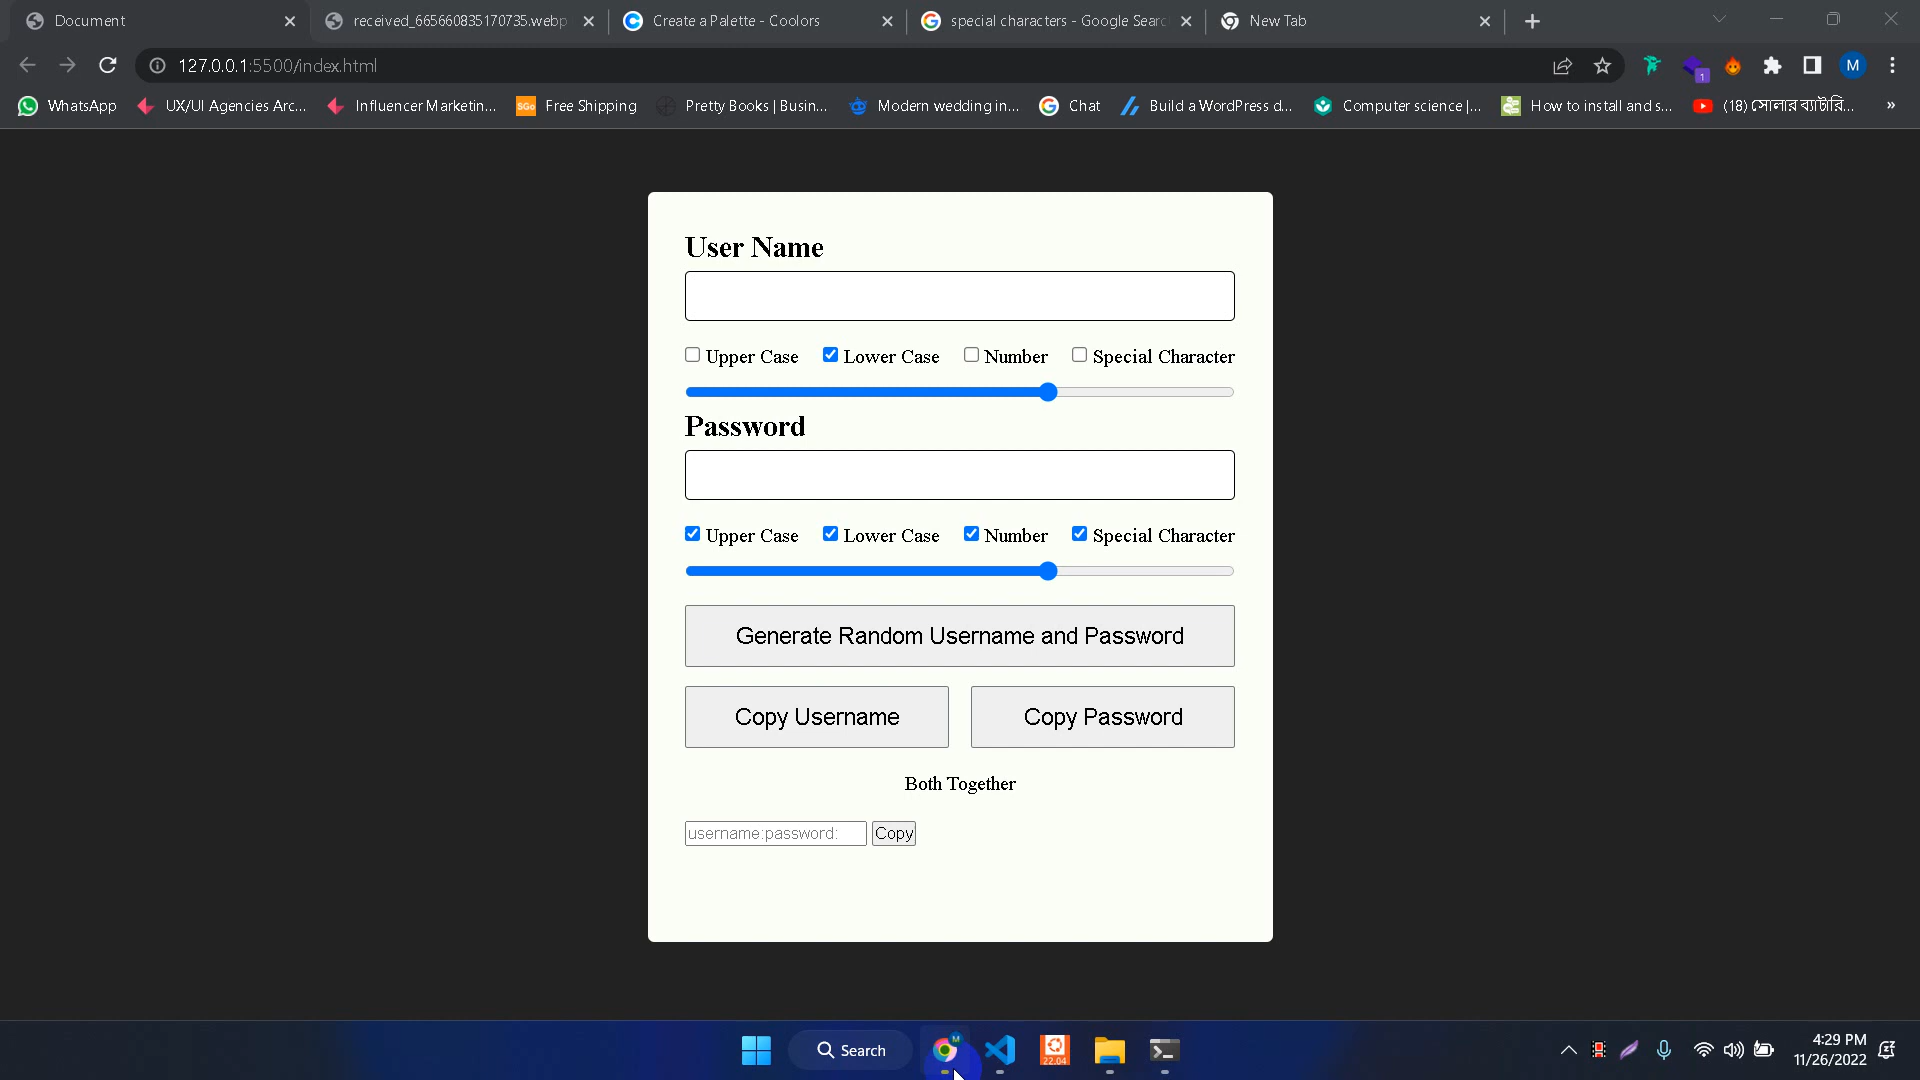 Document
received_665660835170735.webp
Create a Palette - Coolors
special characters - Google Searc
New Tab
127.0.0.1:5500/index.html
M
1
WhatsApp
UX/UI Agencies Arc...
Influencer Marketin...
SGo
Free Shipping
Pretty Books | Busin...
Modern wedding in...
Chat
Build a WordPress d...
Computer science |...
How to install and s...
(18) সোলার ব্যাটারি...
»
User Name
Upper Case
Lower Case
Number
Special Character
Password
Upper Case
Lower Case
Number
Special Character
Generate Random Username and Password
Copy Username
Copy Password
Both Together
username:password:
Copy
Search
M
22.04
4:29 PM
11/26/2022